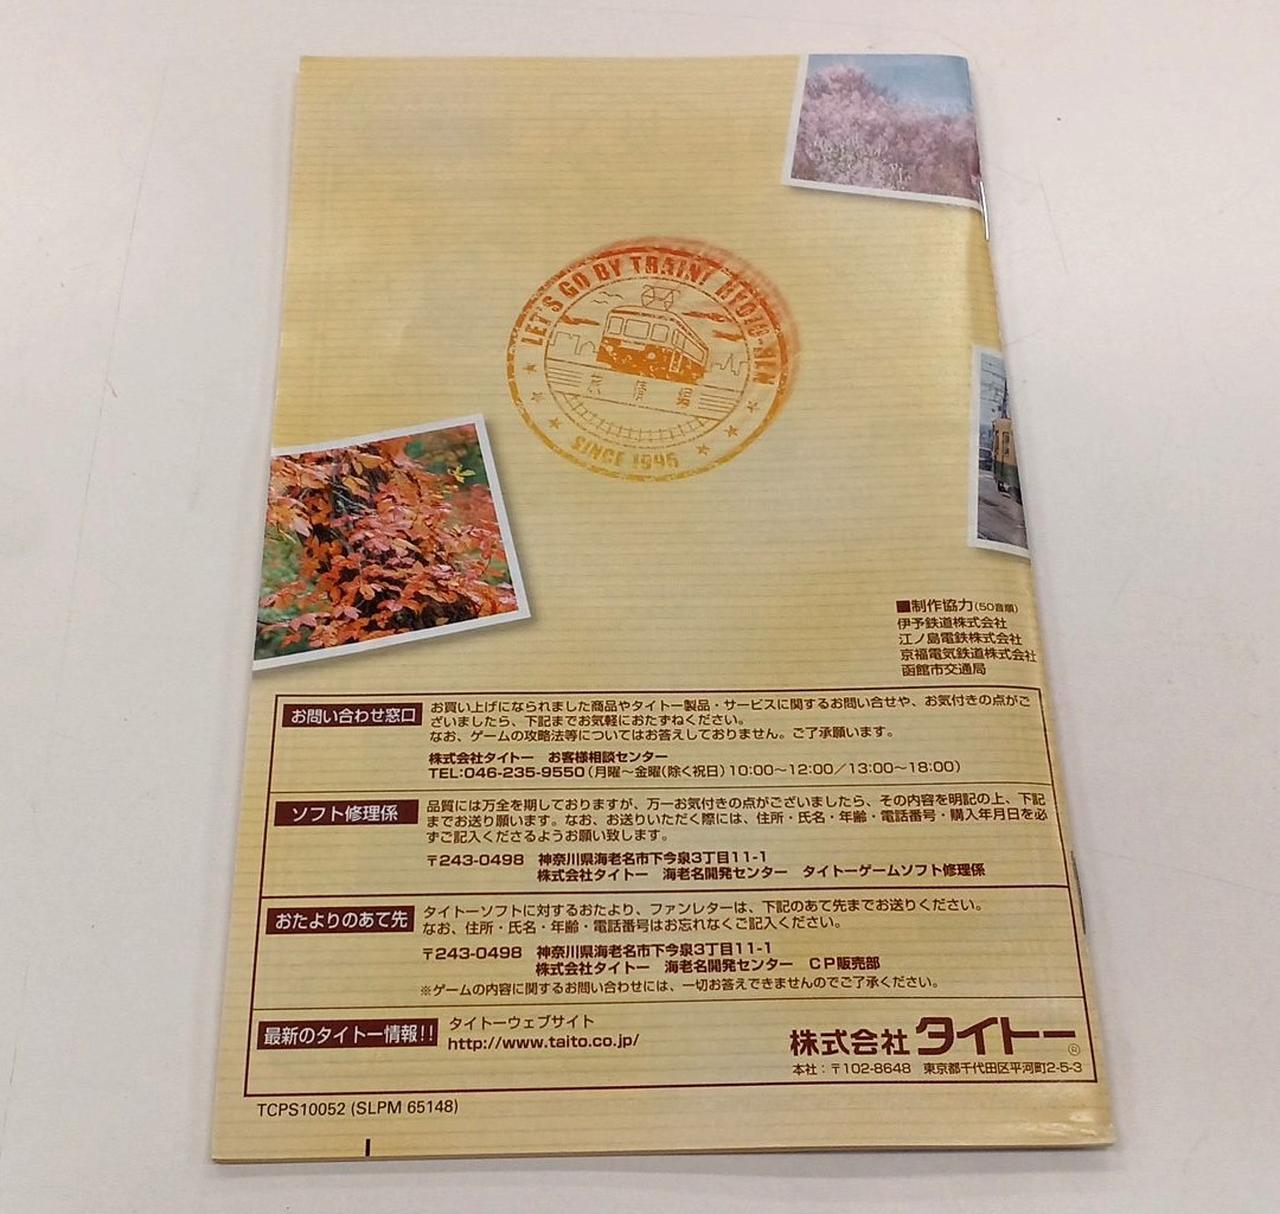 LET'S GO BY TRAIN! RYOJO-HEN
旅情編
SINCE 1996
■制作協力(50音順)
伊予鉄道株式会社
江ノ島電鉄株式会社
京福電気鉄道株式会社
函館市交通局
お問い合わせ窓口
お買い上げになられました商品やタイトー製品・サービスに関するお問い合せや、お気付きの点がご
ざいましたら、下記までお気軽におたずねください。
なお、ゲームの攻略法等についてはお答えしておりません。ご了承願います。
株式会社タイトー　お客様相談センター
TEL:046-235-9550(月曜〜金曜(除く祝日)10:00〜12:00/13:00〜18:00)
ソフト修理係
品質には万全を期しておりますが、万一お気付きの点がございましたら、その内容を明記の上、下記
までお送り願います。なお、お送りいただく際には、住所・氏名・年齢・電話番号・購入年月日を必
ずご記入くださるようお願い致します。
〒243-0498　神奈川県海老名市下今泉3丁目11-1
株式会社タイトー　海老名開発センター　タイトーゲームソフト修理係
おたよりのあて先
タイトーソフトに対するおたより、ファンレターは、下記のあて先までお送りください。
なお、住所・氏名・年齢・電話番号はお忘れなくご記入ください。
〒243-0498　神奈川県海老名市下今泉3丁目11-1
株式会社タイトー　海老名開発センター　CP販売部
※ゲームの内容に関するお問い合わせには、一切お答えできませんのでご了承ください。
最新のタイトー情報!!
タイトーウェブサイト
http://www.taito.co.jp/
株式会社 タイトー®
本社:〒102-8648　東京都千代田区平河町2-5-3
TCPS10052 (SLPM 65148)